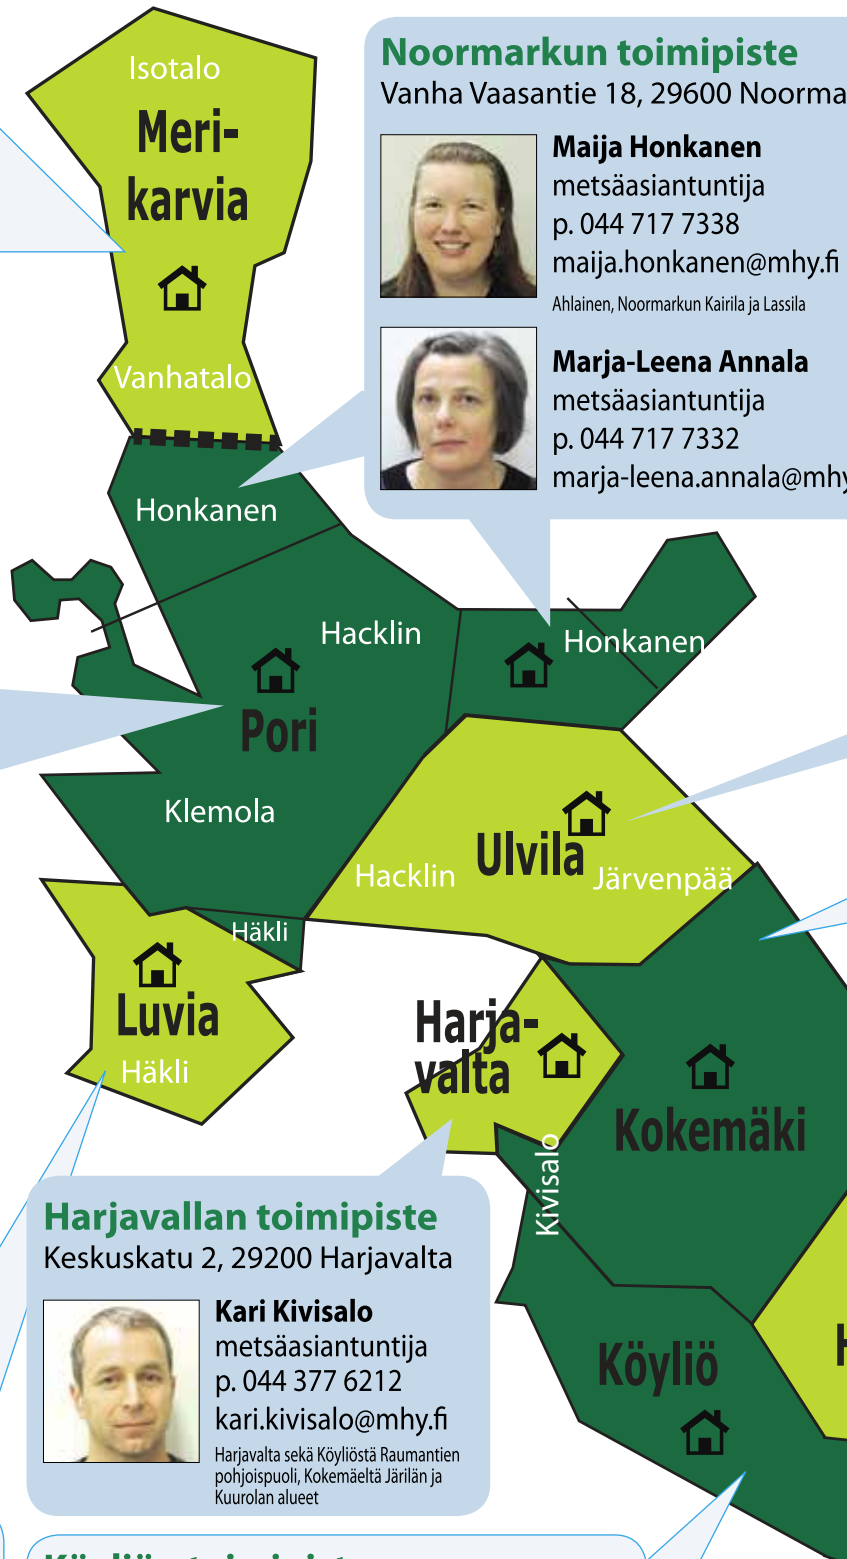 Isotalo
Meri-
karvia
Vanhatalo
Noormarkun toimipiste
Vanha Vaasantie 18, 29600 Noorma
Maija Honkanen
metsäasiantuntija
p. 044 717 7338
maija.honkanen@mhy.fi
Ahlainen, Noormarkun Kairila ja Lassila
Marja-Leena Annala
metsäasiantuntija
p. 044 717 7332
marja-leena.annala@mhy
Honkanen
Hacklin
Honkanen
Pori
Klemola
Hacklin
Ulvila
Järvenpää
Häkli
Luvia
Häkli
Harja-
valta
Kivisalo
Kokemäki
Harjavallan toimipiste
Keskuskatu 2, 29200 Harjavalta
Kari Kivisalo
metsäasiantuntija
p. 044 377 6212
kari.kivisalo@mhy.fi
Harjavalta sekä Köyliöstä Raumantien
pohjoispuoli, Kokemäeltä Järilän ja
Kuurolan alueet
Köyliö
H